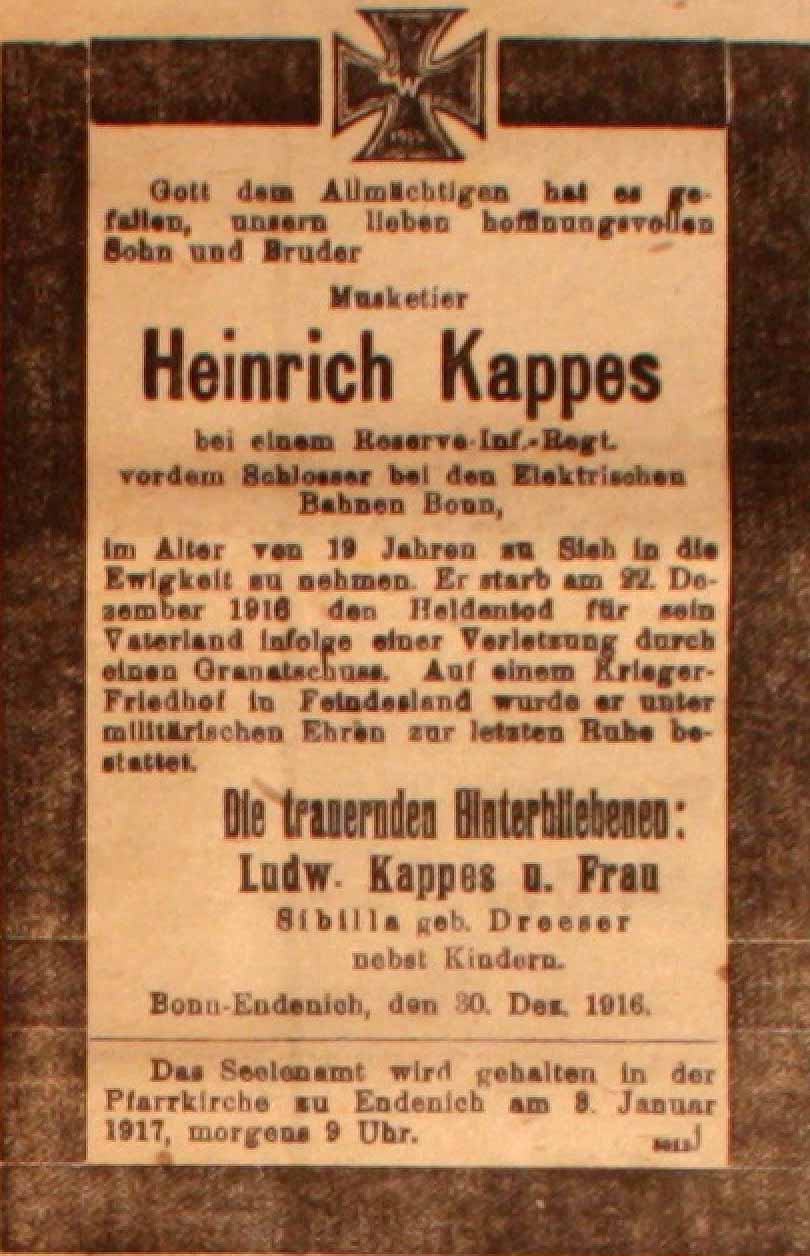 W
1914
Gott dem Allmächtigen hat es ge-
fallen, unsern lieben hoffnungsvollen
Sohn und Bruder
Musketier
Heinrich Kappes
bei einem Reserve-Inf.-Regt.
vordem Schlosser bei den Elektrischen
Bahnen Bonn,
im Alter von 19 Jahren zu Sich in die
Ewigkeit zu nehmen. Er starb am 22. De-
zember 1916 den Heldentod für sein
Vaterland infolge einer Verletzung durch
einen Granatschuss. Auf einem Krieger-
Friedhof in Feindesland wurde er unter
militärischen Ehren zur letzten Ruhe be-
stattet.
Die trauernden Hinterbliebenen:
Ludw. Kappes u. Frau
Sibilla geb. Dreeser
nebst Kindern.
Bonn-Endenich, den 30. Dez. 1916.
Das Seelenamt wird gehalten in der
Pfarrkirche zu Endenich am 8. Januar
1917, morgens 9 Uhr.